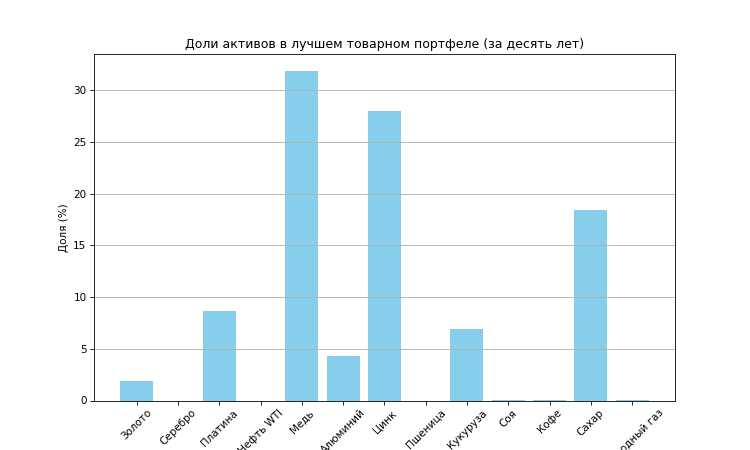 Доли активов в лучшем товарном портфеле (за десять лет)
Доля (%)
30
25
20
15
10
5
0
Золото
Серебро
Платина
Нефть WTI
Медь
Алюминий
Цинк
Пшеница
Кукуруза
Соя
Кофе
Сахар
газ